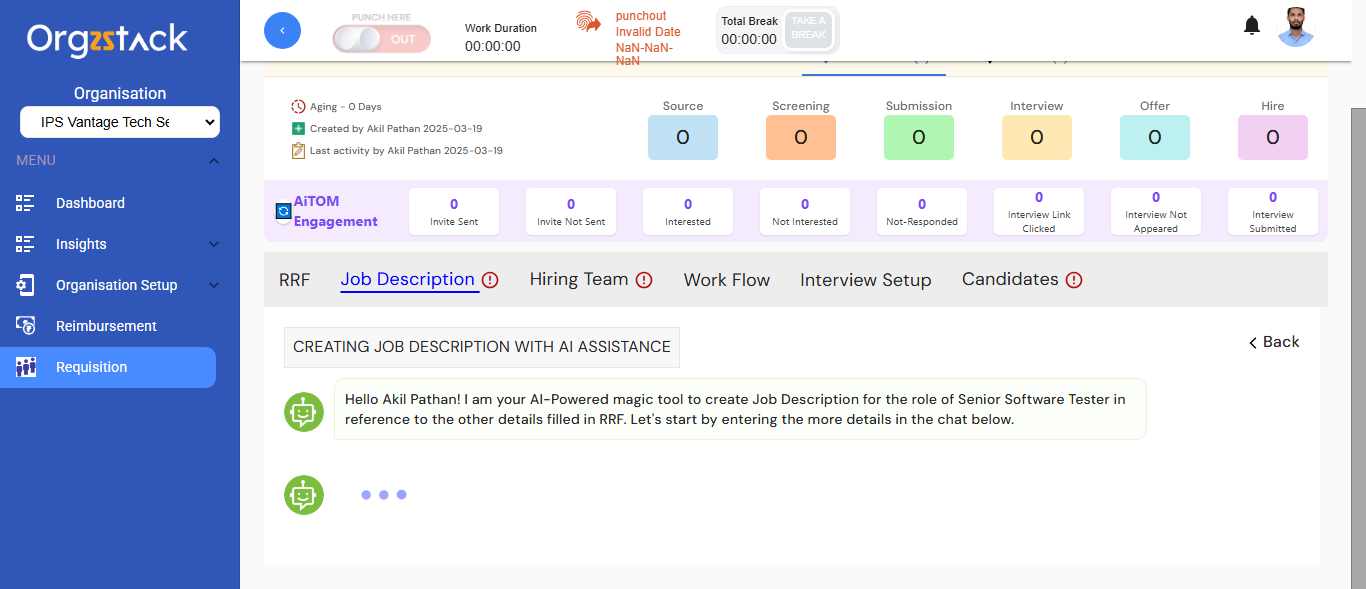 Orgzstack
Organisation
IPS Vantage Tech Se
MENU
Dashboard
Insights
Organisation Setup
Reimbursement
Requisition
PUNCH HERE
OUT
Work Duration
00:00:00
punchout
Invalid Date
NaN-NaN-
NaN
Total Break
00:00:00
TAKE A
BREAK
Aging - 0 Days
Created by Akil Pathan 2025-03-19
Last activity by Akil Pathan 2025-03-19
Source
0
Screening
0
Submission
0
Interview
0
Offer
0
Hire
0
AiTOM
Engagement
0
Invite Sent
0
Invite Not Sent
0
Interested
0
Not Interested
0
Not-Responded
0
Interview Link
Clicked
0
Interview Not
Appeared
0
Interview
Submitted
RRF Job Description Hiring Team Work Flow Interview Setup Candidates
CREATING JOB DESCRIPTION WITH AI ASSISTANCE
Back
Hello Akil Pathan! I am your AI-Powered magic tool to create Job Description for the role of Senior Software Tester in
reference to the other details filled in RRF. Let's start by entering the more details in the chat below.